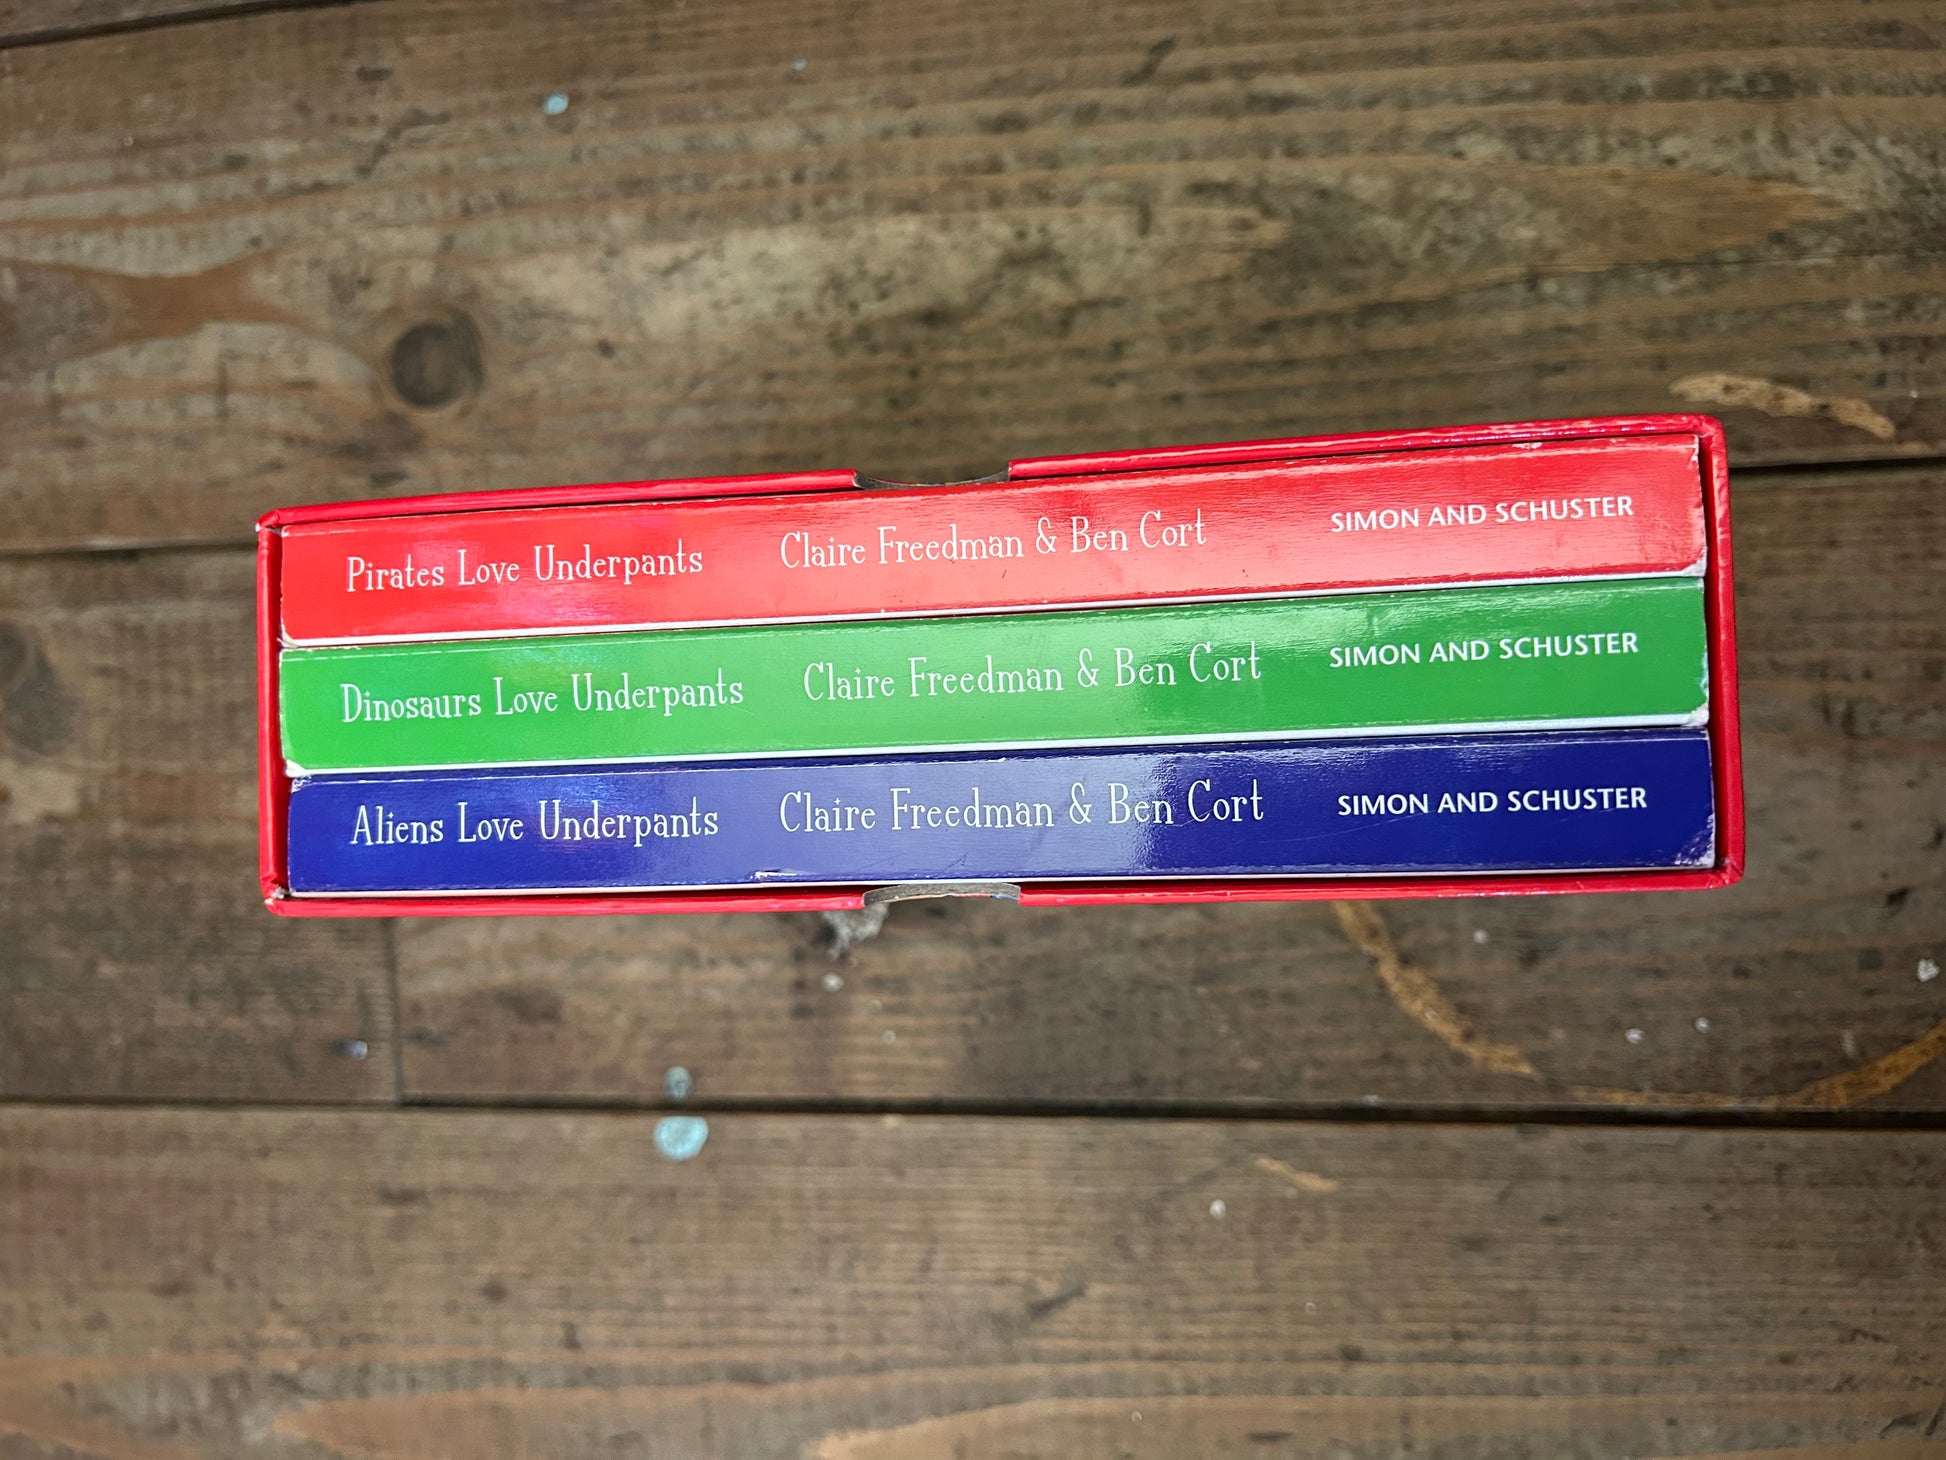 Pirates Love Underpants Claire Freedman & Ben Cort SIMON AND SCHUSTER
Dinosaurs Love Underpants Claire Freedman & Ben Cort SIMON AND SCHUSTER
Aliens Love Underpants Claire Freedman & Ben Cort SIMON AND SCHUSTER